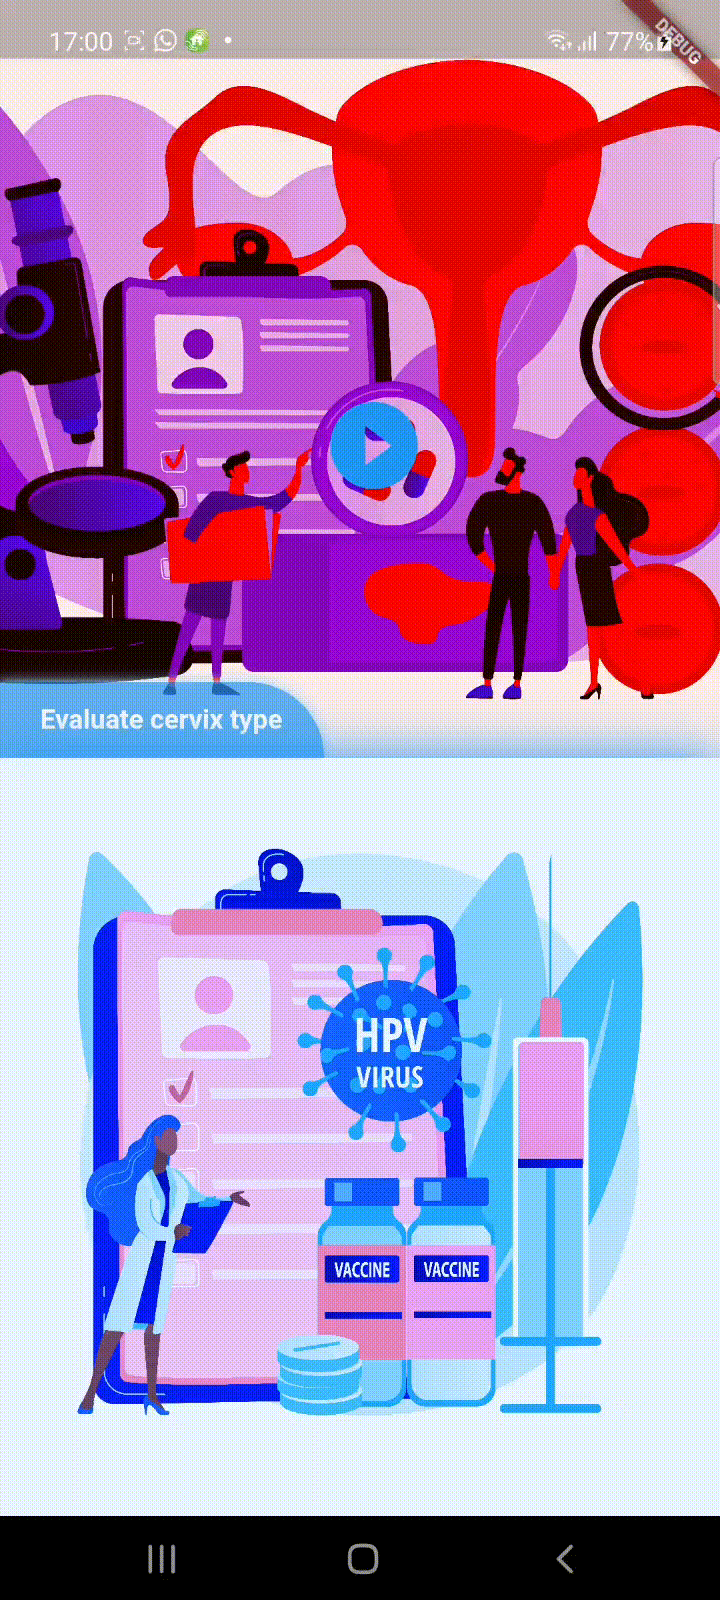 17:00
77%
DEBUG
Evaluate cervix type
HPV
VIRUS
VACCINE
VACCINE